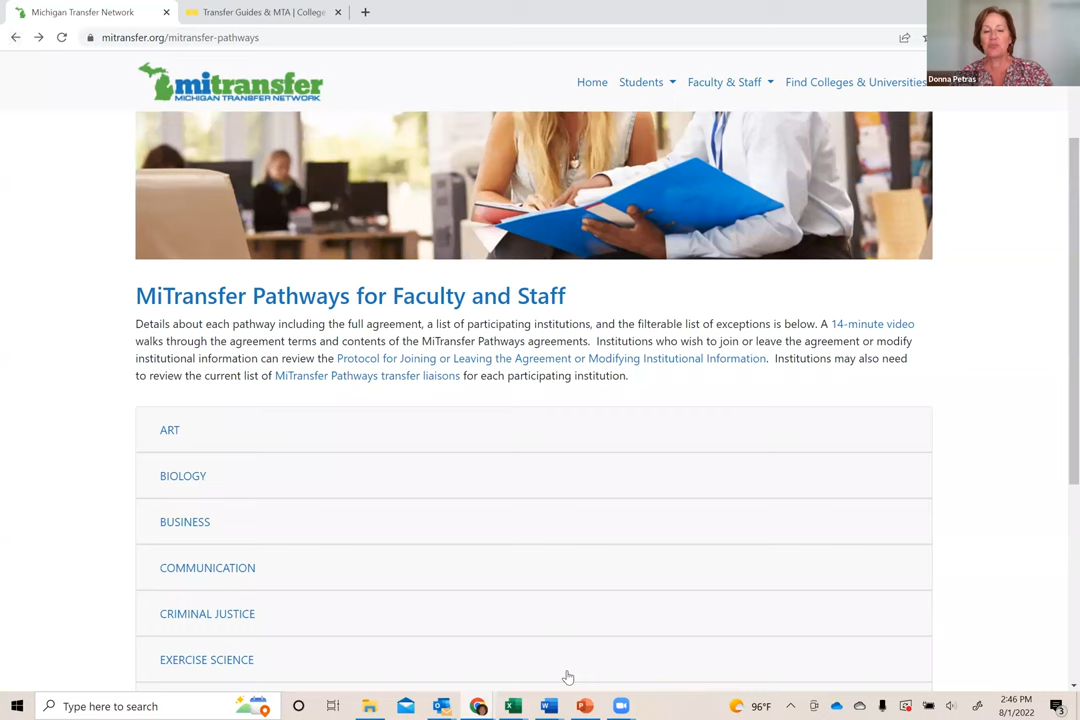 Michigan Transfer Network
Transfer Guides & MTA | College
mitransfer.org/mitransfer-pathways
Donna Petras
mitransfer
MICHIGAN TRANSFER NETWORK
Home Students Faculty & Staff Find Colleges & Universities
MiTransfer Pathways for Faculty and Staff
Details about each pathway including the full agreement, a list of participating institutions, and the filterable list of exceptions is below. A 14-minute video
walks through the agreement terms and contents of the MiTransfer Pathways agreements. Institutions who wish to join or leave the agreement or modify
institutional information can review the Protocol for Joining or Leaving the Agreement or Modifying Institutional Information. Institutions may also need
to review the current list of MiTransfer Pathways transfer liaisons for each participating institution.
ART
BIOLOGY
BUSINESS
COMMUNICATION
CRIMINAL JUSTICE
EXERCISE SCIENCE
Type here to search
96°F
2:46 PM
8/1/2022
3